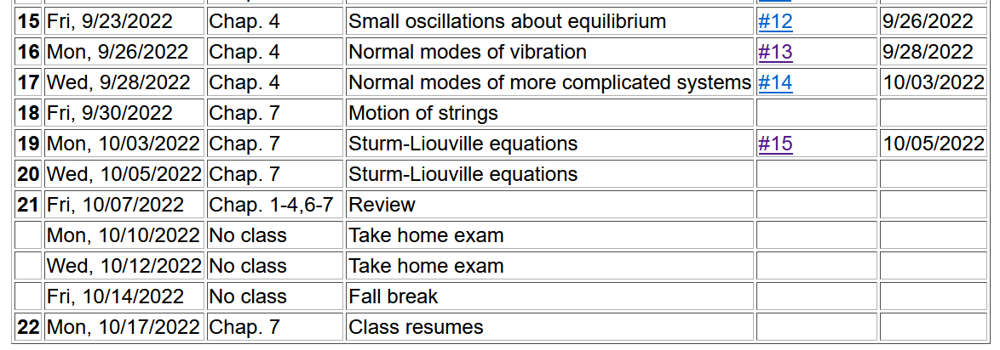 15 Fri, 9/23/2022 Chap. 4 Small oscillations about equilibrium #12 9/26/2022
16 Mon, 9/26/2022 Chap. 4 Normal modes of vibration #13 9/28/2022
17 Wed, 9/28/2022 Chap. 4 Normal modes of more complicated systems #14 10/03/2022
18 Fri, 9/30/2022 Chap. 7 Motion of strings
19 Mon, 10/03/2022 Chap. 7 Sturm-Liouville equations #15 10/05/2022
20 Wed, 10/05/2022 Chap. 7 Sturm-Liouville equations
21 Fri, 10/07/2022 Chap. 1-4,6-7 Review
Mon, 10/10/2022 No class Take home exam
Wed, 10/12/2022 No class Take home exam
Fri, 10/14/2022 No class Fall break
22 Mon, 10/17/2022 Chap. 7 Class resumes